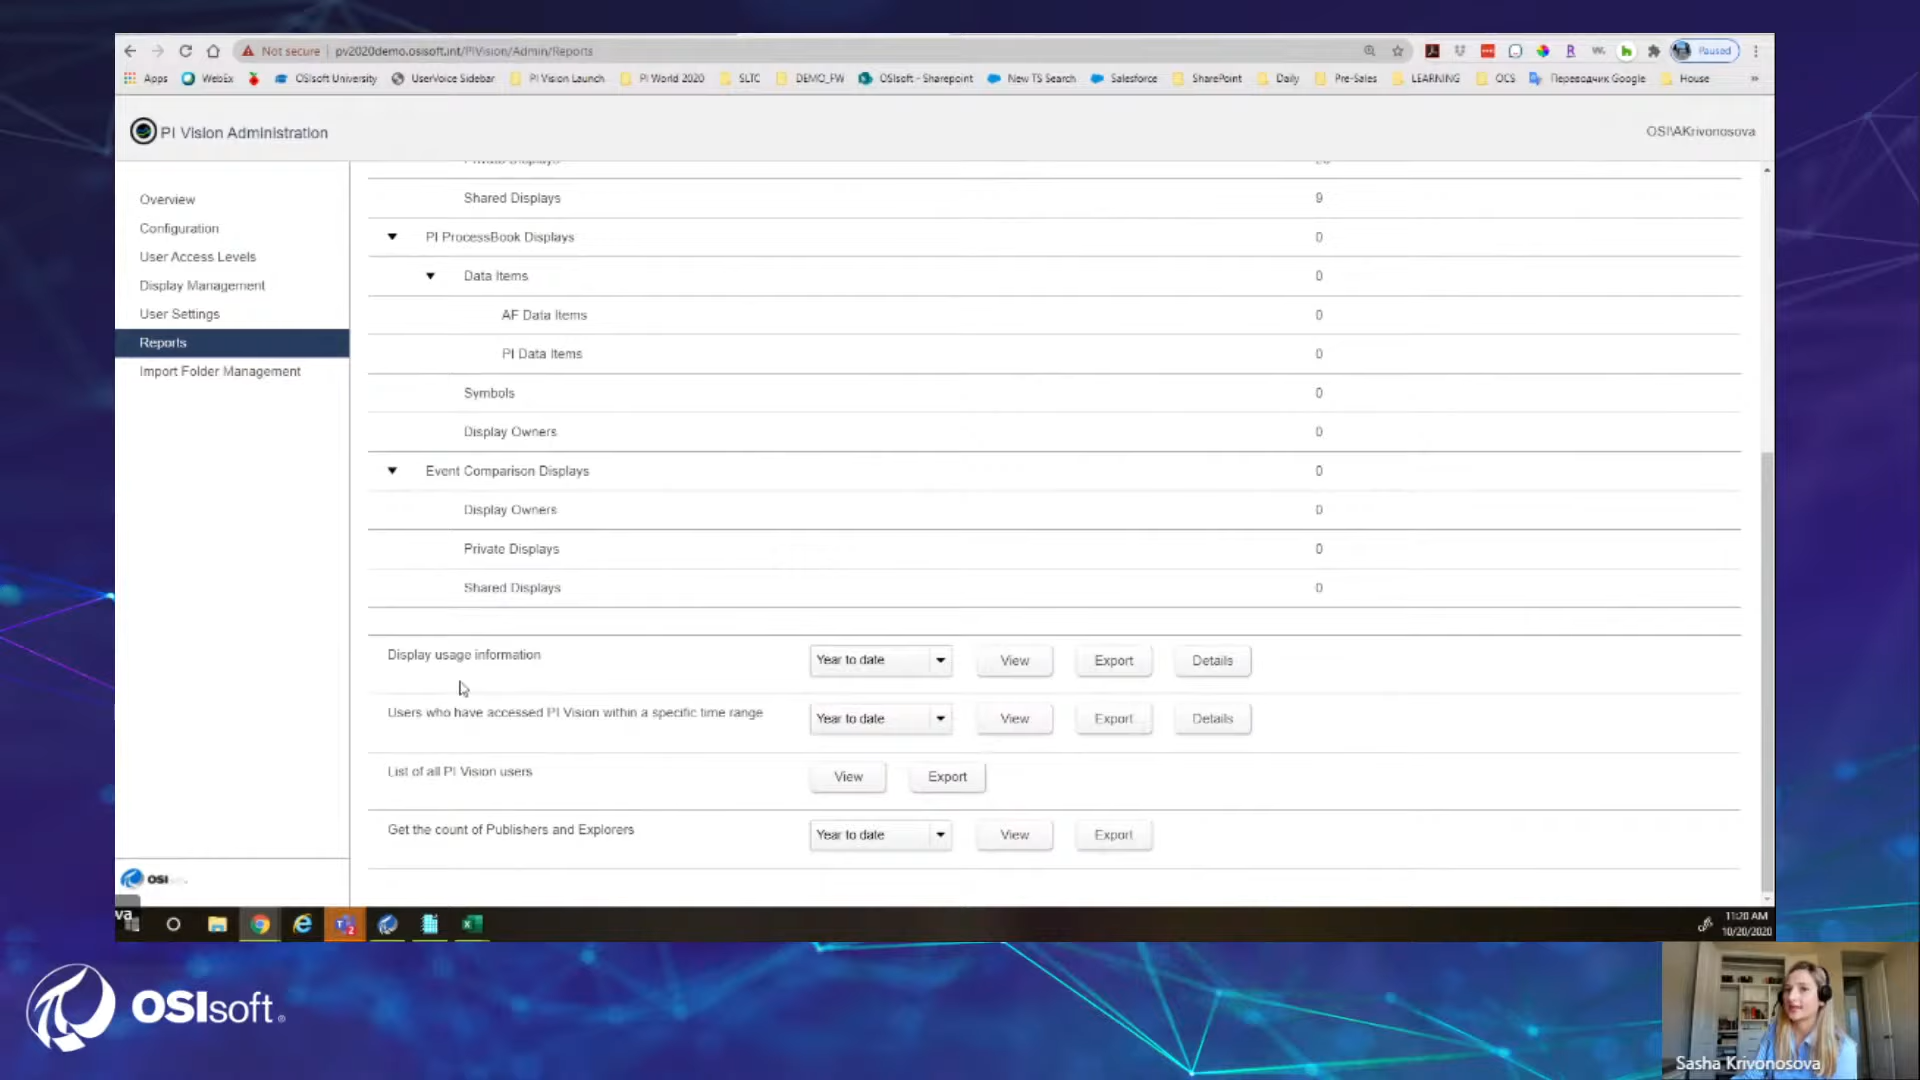 Not secure | pv2020demo.osisoft.int/PIVision/Admin/Reports
Paused
Apps WebEx OSIsoft University UserVoice Sidebar PI Vision Launch PI World 2020 SLTC DEMO_FW OSIsoft - Sharepoint New TS Search Salesforce SharePoint Daily Pre-Sales LEARNING OCS Переводчик Google House »
PI Vision Administration
OSI\AKrivonosova
Overview
Configuration
User Access Levels
Display Management
User Settings
Reports
Import Folder Management
Shared Displays 9
PI ProcessBook Displays 0
Data Items 0
AF Data Items 0
PI Data Items 0
Symbols 0
Display Owners 0
Event Comparison Displays 0
Display Owners 0
Private Displays 0
Shared Displays 0
Display usage information Year to date View Export Details
Users who have accessed PI Vision within a specific time range Year to date View Export Details
List of all PI Vision users View Export
Get the count of Publishers and Explorers Year to date View Export
OSI
va
11:20 AM
10/20/2020
OSIsoft®
Sasha Krivonosova